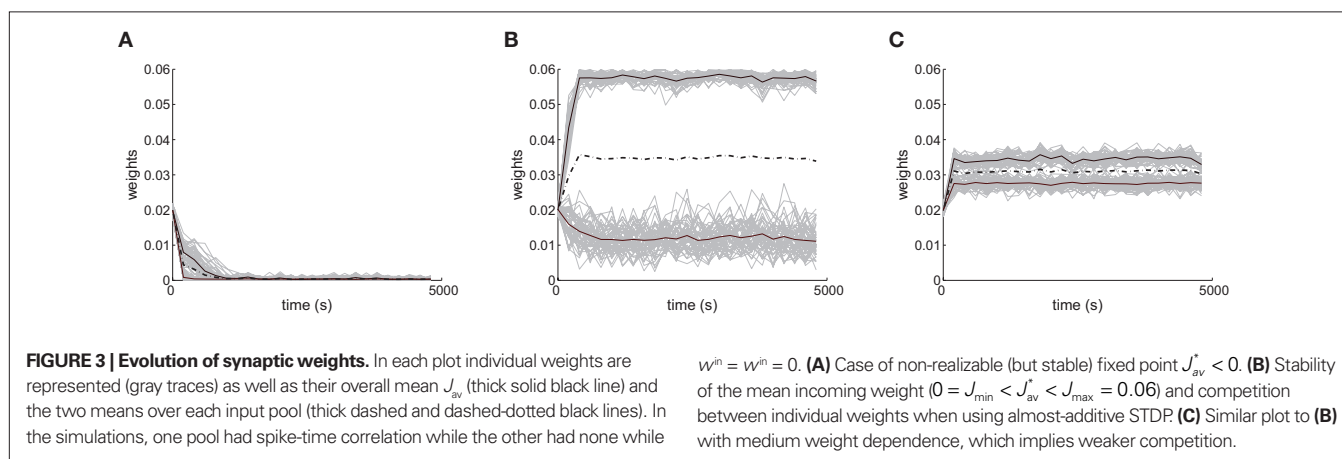 A
B
C
0.06
0.05
0.04
0.03
0.02
0.01
0
weights
0
5000
time (s)
0.06
0.05
0.04
0.03
0.02
0.01
0
weights
0
5000
time (s)
0.06
0.05
0.04
0.03
0.02
0.01
0
weights
0
5000
time (s)
FIGURE 3 | Evolution of synaptic weights. In each plot individual weights are
represented (gray traces) as well as their overall mean J_av (thick solid black line) and
the two means over each input pool (thick dashed and dashed-dotted black lines). In
the simulations, one pool had spike-time correlation while the other had none while
w^in = w^in = 0. (A) Case of non-realizable (but stable) fixed point J*_av < 0. (B) Stability
of the mean incoming weight (0 = J_min < J*_av < J_max = 0.06) and competition
between individual weights when using almost-additive STDP. (C) Similar plot to (B)
with medium weight dependence, which implies weaker competition.